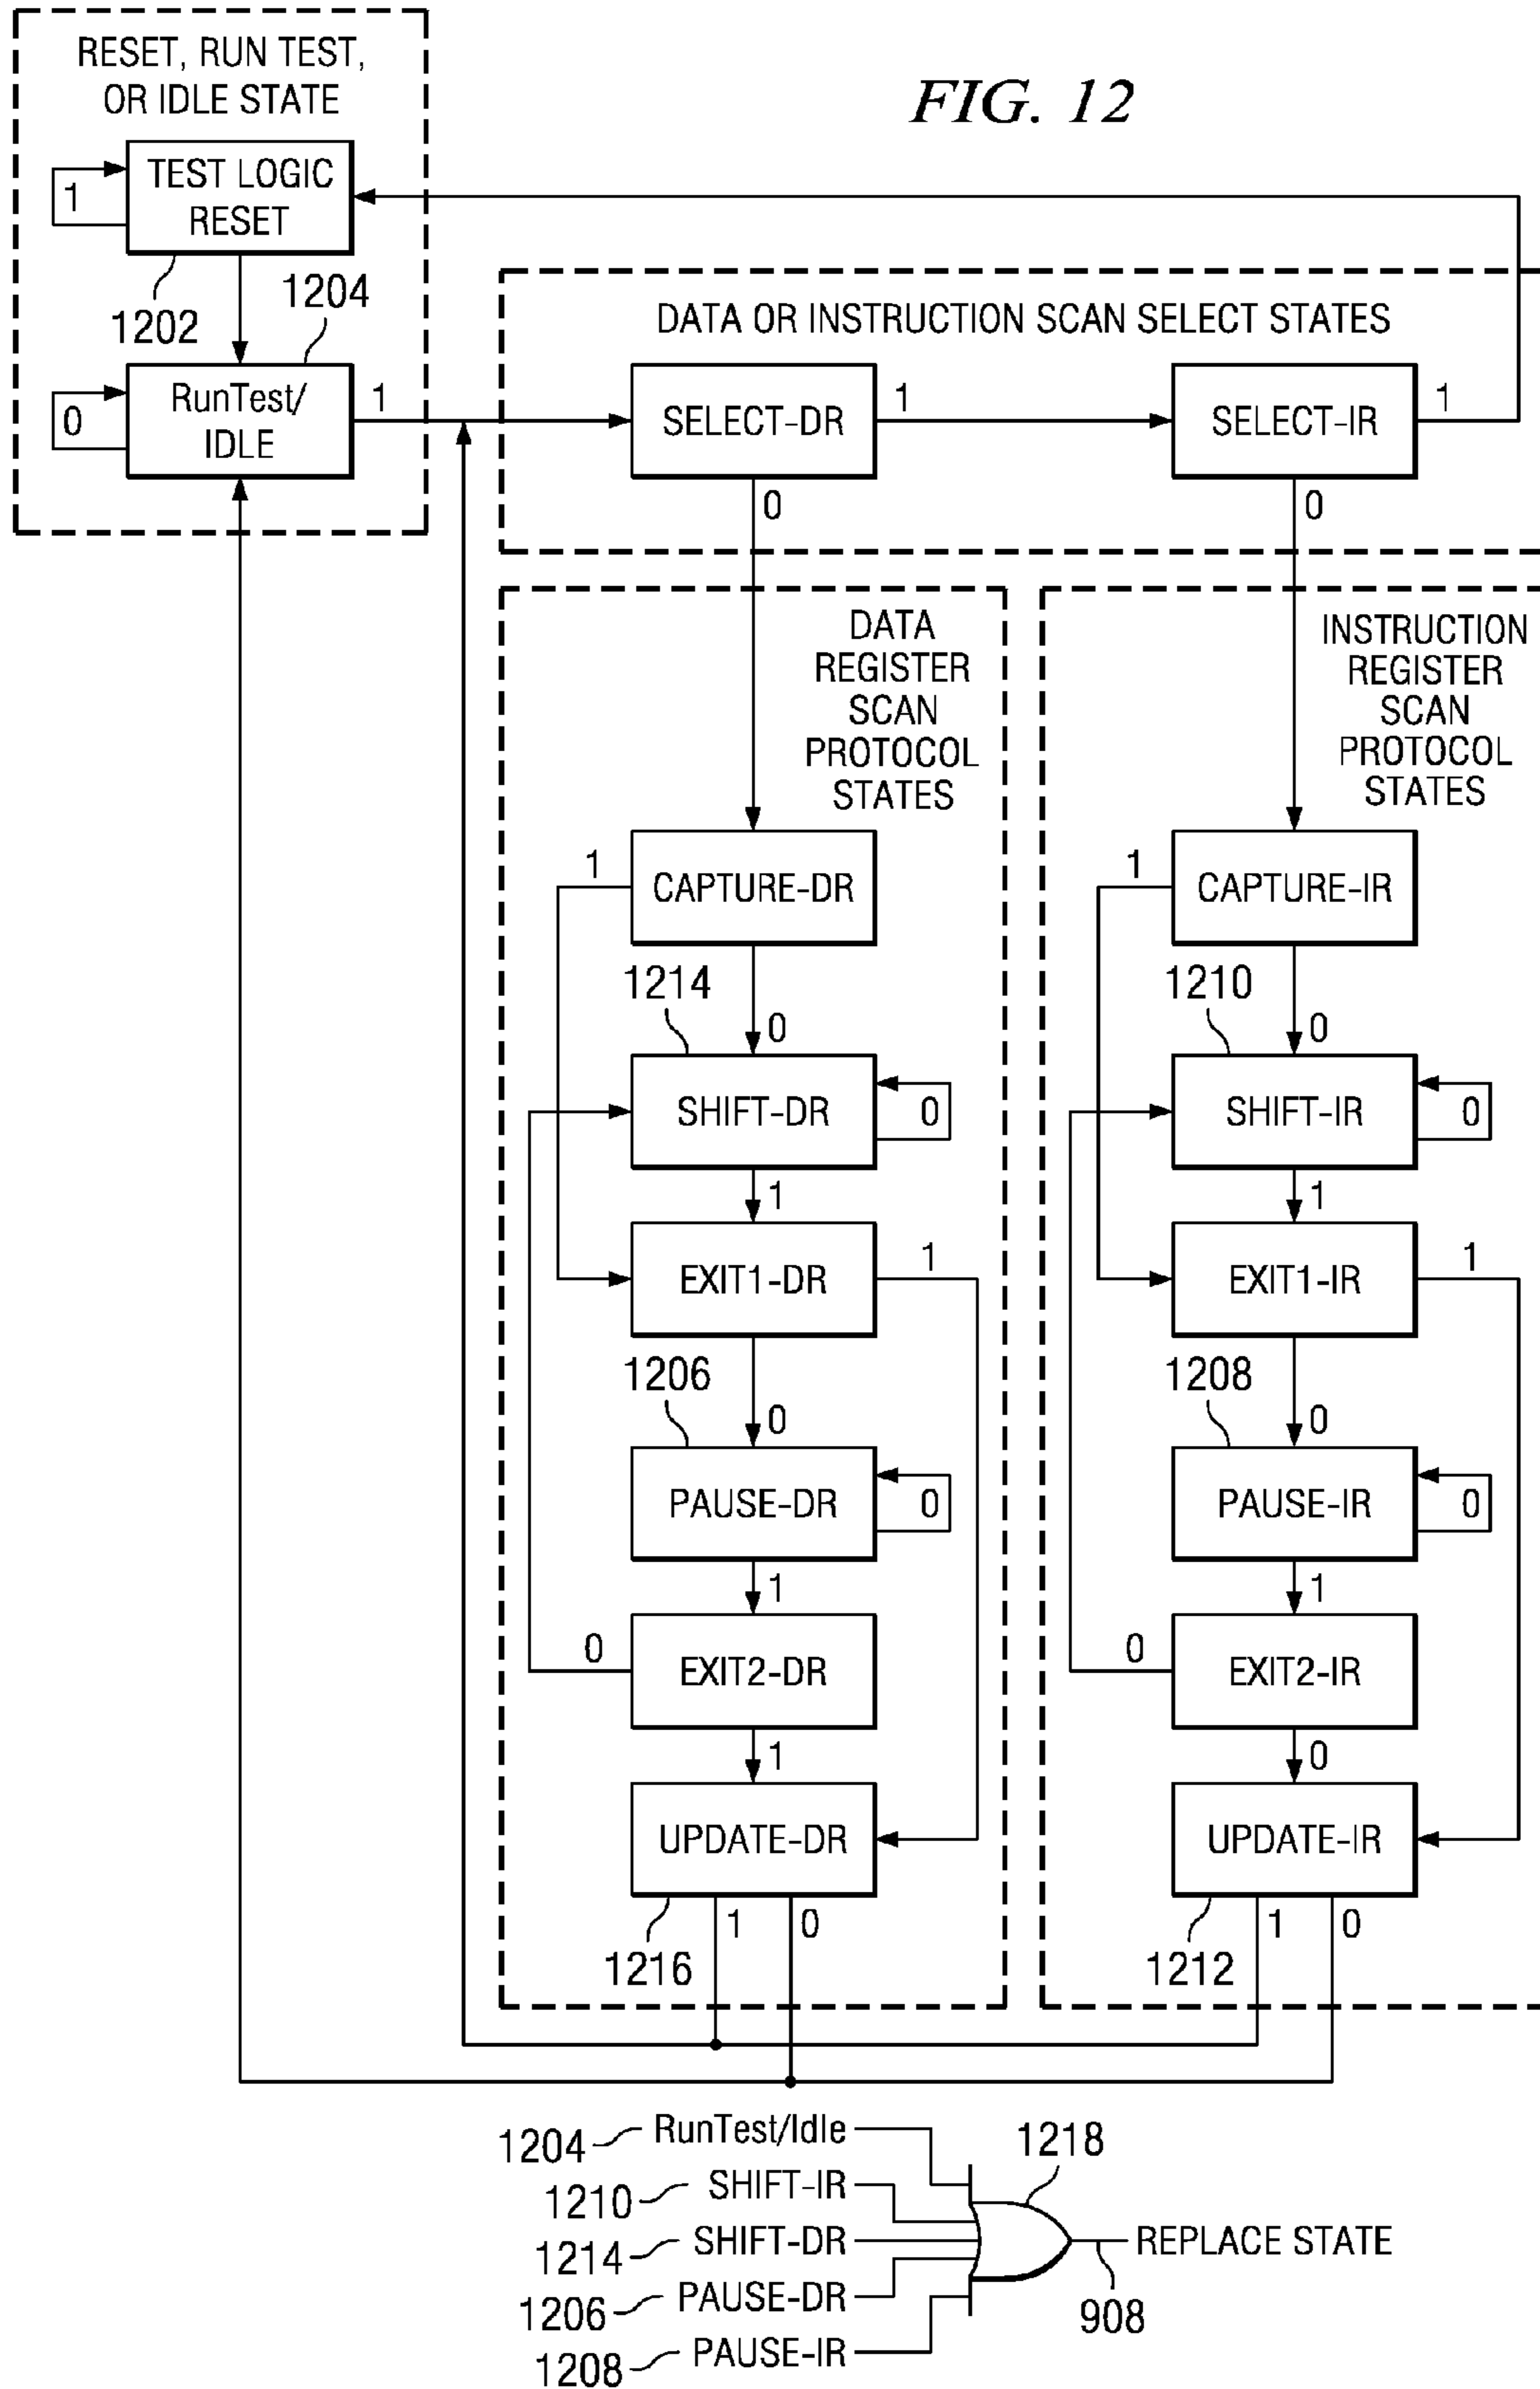 FIG. 12
RESET, RUN TEST,
OR IDLE STATE
TEST LOGIC
RESET
1
1202
1204
RunTest/
IDLE
0
1
DATA OR INSTRUCTION SCAN SELECT STATES
SELECT-DR
1
0
SELECT-IR
1
0
DATA
REGISTER
SCAN
PROTOCOL
STATES
CAPTURE-DR
1
0
1214
SHIFT-DR
0
1
EXIT1-DR
1
0
1206
PAUSE-DR
0
1
EXIT2-DR
0
1
UPDATE-DR
1216
1
0
INSTRUCTION
REGISTER
SCAN
PROTOCOL
STATES
CAPTURE-IR
1
0
1210
SHIFT-IR
0
1
EXIT1-IR
1
0
1208
PAUSE-IR
0
1
EXIT2-IR
0
0
UPDATE-IR
1212
1
0
1204 RunTest/Idle
1210 SHIFT-IR
1214 SHIFT-DR
1206 PAUSE-DR
1208 PAUSE-IR
1218
REPLACE STATE
908